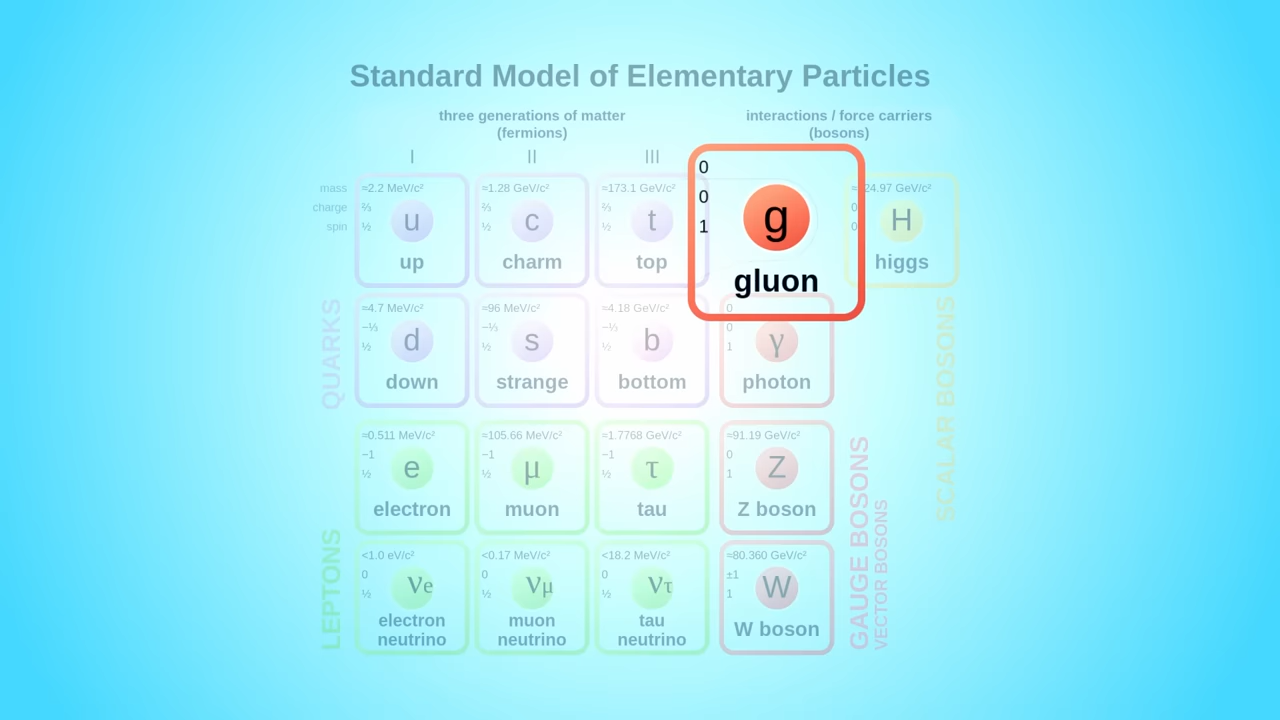 Standard Model of Elementary Particles
three generations of matter
(fermions)
interactions / force carriers
(bosons)
I
II
III
mass
charge
spin
≈2.2 MeV/c²
⅔
½
u
up
≈1.28 GeV/c²
⅔
½
c
charm
≈173.1 GeV/c²
⅔
½
t
top
0
0
1
g
gluon
24.97 GeV/c²
0
0
H
higgs
QUARKS
≈4.7 MeV/c²
−⅓
½
d
down
≈96 MeV/c²
−⅓
½
s
strange
≈4.18 GeV/c²
−⅓
½
b
bottom
0
0
1
γ
photon
SCALAR BOSONS
≈0.511 MeV/c²
−1
½
e
electron
≈105.66 MeV/c²
−1
½
μ
muon
≈1.7768 GeV/c²
−1
½
τ
tau
≈91.19 GeV/c²
0
1
Z
Z boson
GAUGE BOSONS
VECTOR BOSONS
LEPTONS
<1.0 eV/c²
0
½
νe
electron
neutrino
<0.17 MeV/c²
0
½
νμ
muon
neutrino
<18.2 MeV/c²
0
½
ντ
tau
neutrino
≈80.360 GeV/c²
±1
1
W
W boson